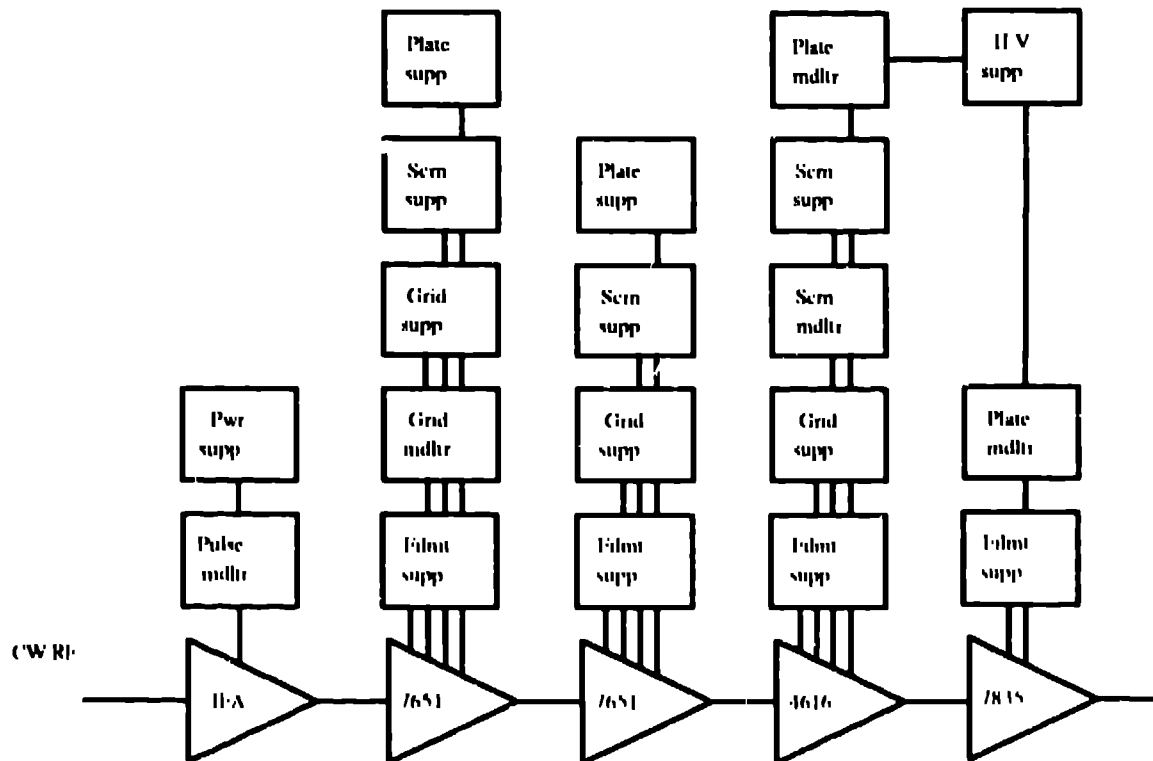 Plate
supp
Plate
mdltr
H V
supp
Scrn
supp
Plate
supp
Scrn
supp
Grid
supp
Scrn
supp
Scrn
mdltr
Pwr
supp
Grid
mdltr
Grid
supp
Grid
supp
Plate
mdltr
Pulse
mdltr
Filmt
supp
Filmt
supp
Filmt
supp
Filmt
supp
CW RF
7651
7651
4616
7835